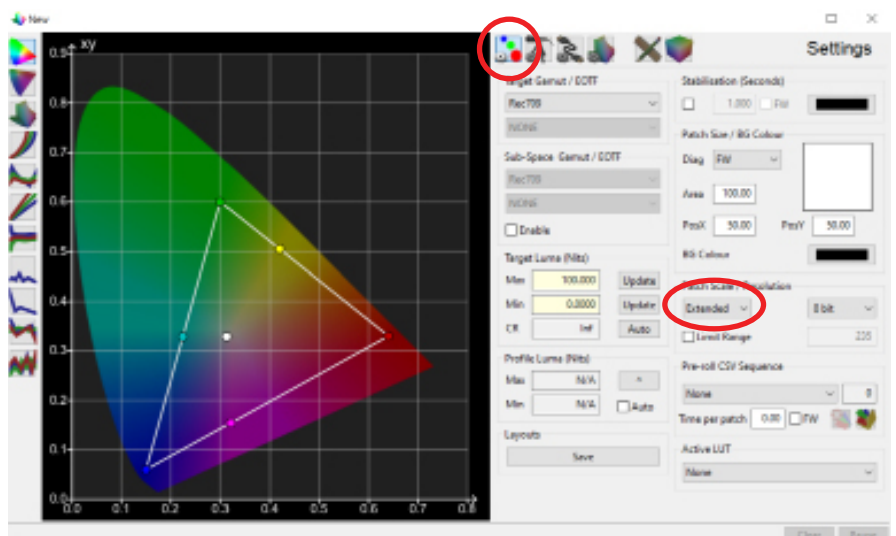 New
xy
Settings
0.9
0.8
0.7
0.6
0.5
0.4
0.3
0.2
0.1
0.0
0.0 0.1 0.2 0.3 0.4 0.5 0.6 0.7 0.8
Target Gamut / EOTF
Rec709
NONE
Sub-Space Gamut / EOTF
Rec709
NONE
Enable
Target Luma (Nits)
Max 100.000 Update
Min 0.0000 Update
CR Inf Auto
Profile Luma (Nits)
Max N/A
Min N/A Auto
Layouts
Save
Stabilisation (Seconds)
1.000 FW
Patch Size / BG Colour
Diag FW
Area 100.00
PosX 50.00 PosY 50.00
BG Colour
Patch Scale / Resolution
Extended 8 bit
Limit Range 235
Pre-roll CSV Sequence
None 0
Time per patch 0.00 FW
Active LUT
None
Clear